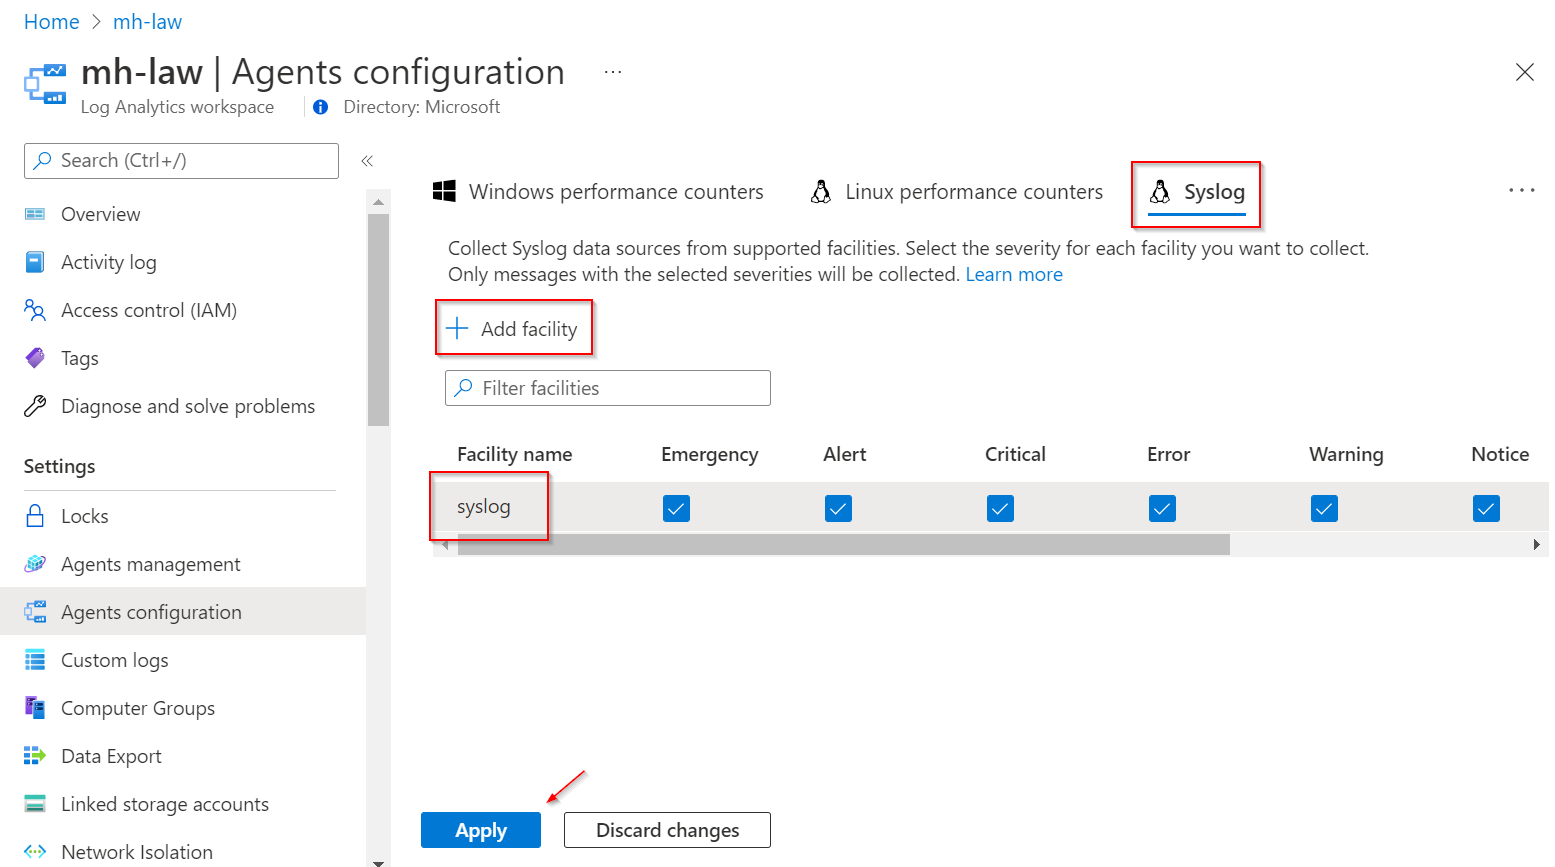 Home > mh-law
mh-law | Agents configuration ...
Log Analytics workspace
Directory: Microsoft
Search (Ctrl+/)
«
Overview
Activity log
Access control (IAM)
Tags
Diagnose and solve problems
Settings
Locks
Agents management
Agents configuration
Custom logs
Computer Groups
Data Export
Linked storage accounts
Network Isolation
Windows performance counters
Linux performance counters
Syslog
...
Collect Syslog data sources from supported facilities. Select the severity for each facility you want to collect.
Only messages with the selected severities will be collected. Learn more
+ Add facility
Filter facilities
Facility name Emergency Alert Critical Error Warning Notice
syslog
Apply
Discard changes